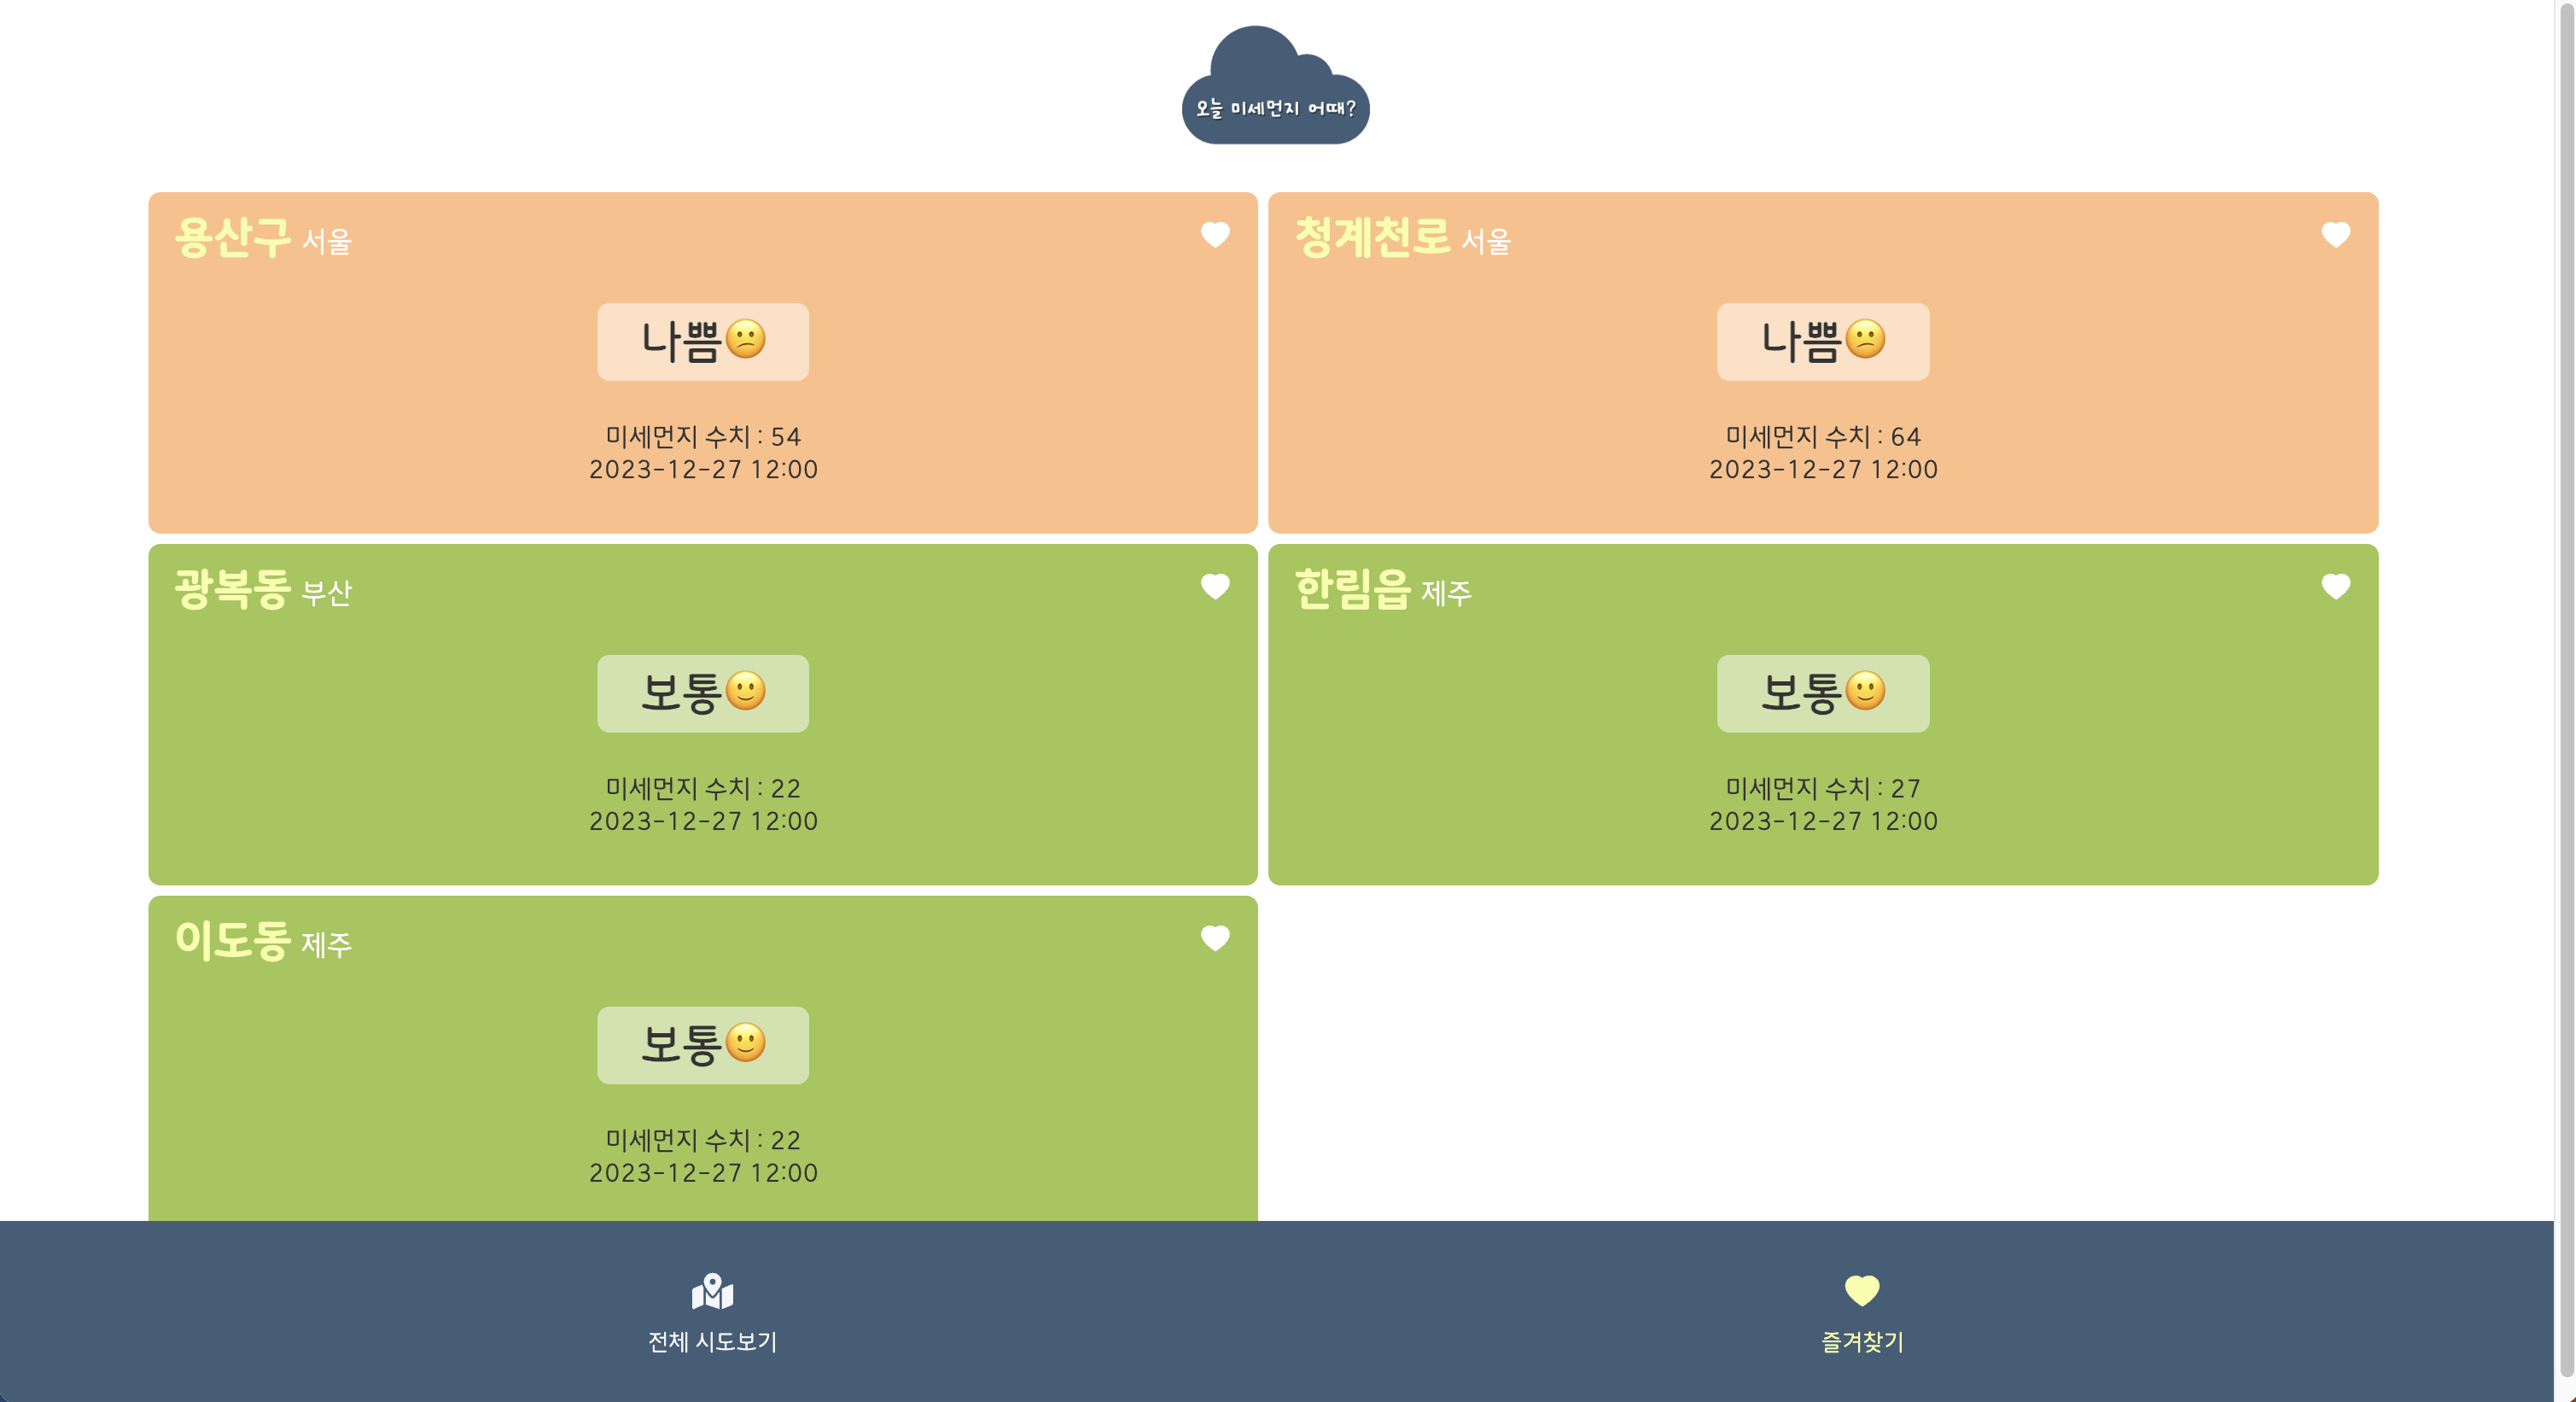 오늘 미세먼지 어때?
용산구 서울
나쁨
미세먼지 수치 : 54
2023-12-27 12:00
청계천로 서울
나쁨
미세먼지 수치 : 64
2023-12-27 12:00
광복동 부산
보통
미세먼지 수치 : 22
2023-12-27 12:00
한림읍 제주
보통
미세먼지 수치 : 27
2023-12-27 12:00
이도동 제주
보통
미세먼지 수치 : 22
2023-12-27 12:00
전체 시도보기
즐겨찾기